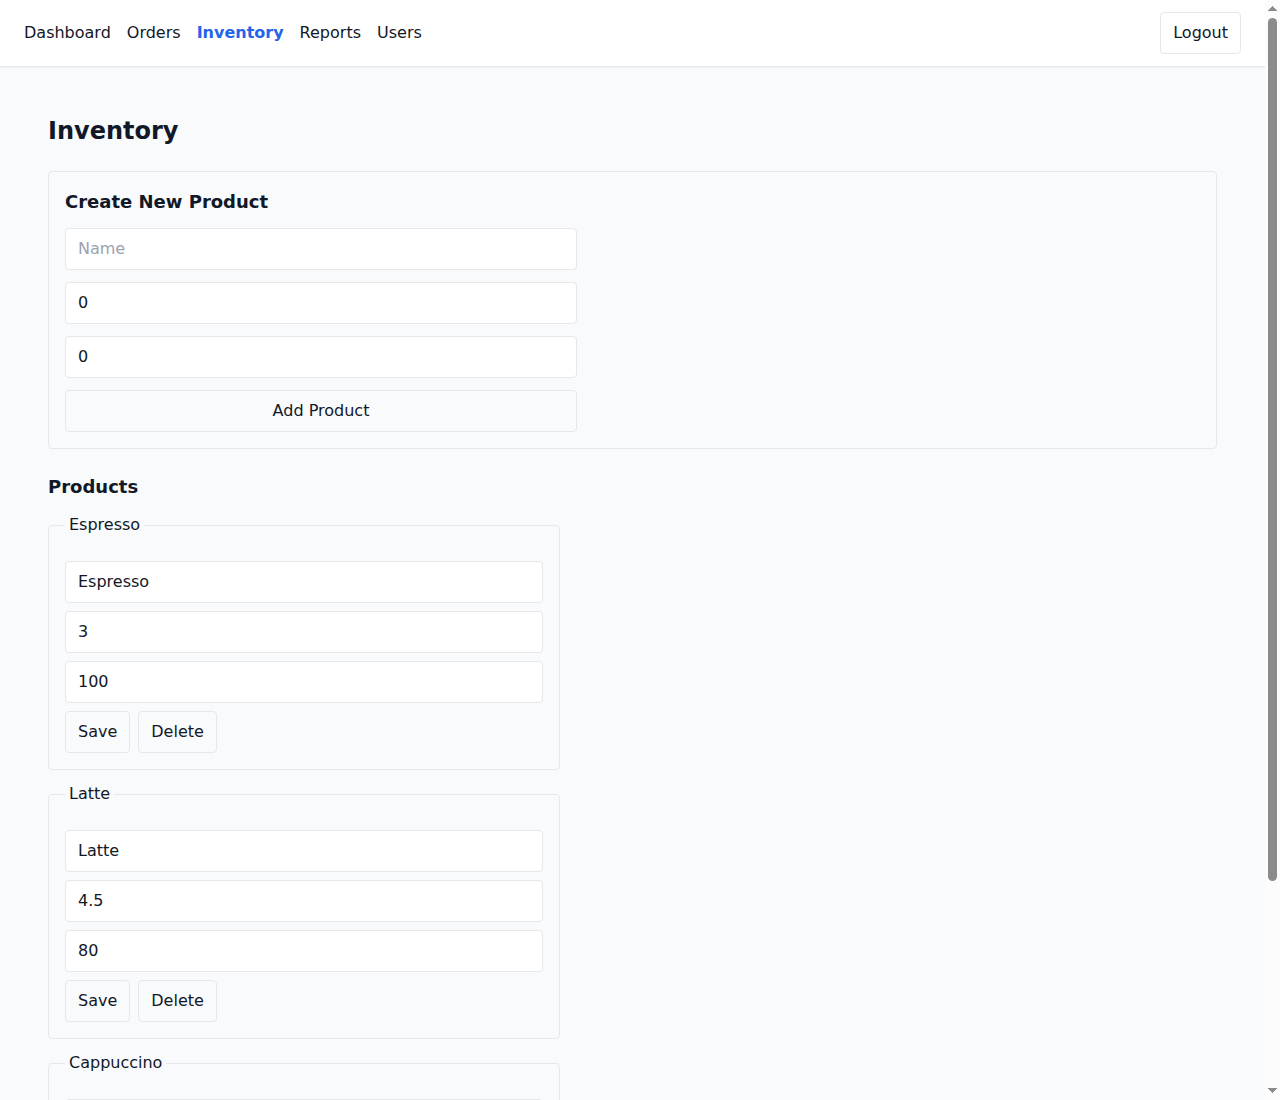 Dashboard Orders Inventory Reports Users Logout
Inventory
Create New Product
Name
0
0
Add Product
Products
Espresso
Espresso
3
100
Save Delete
Latte
Latte
4.5
80
Save Delete
Cappuccino